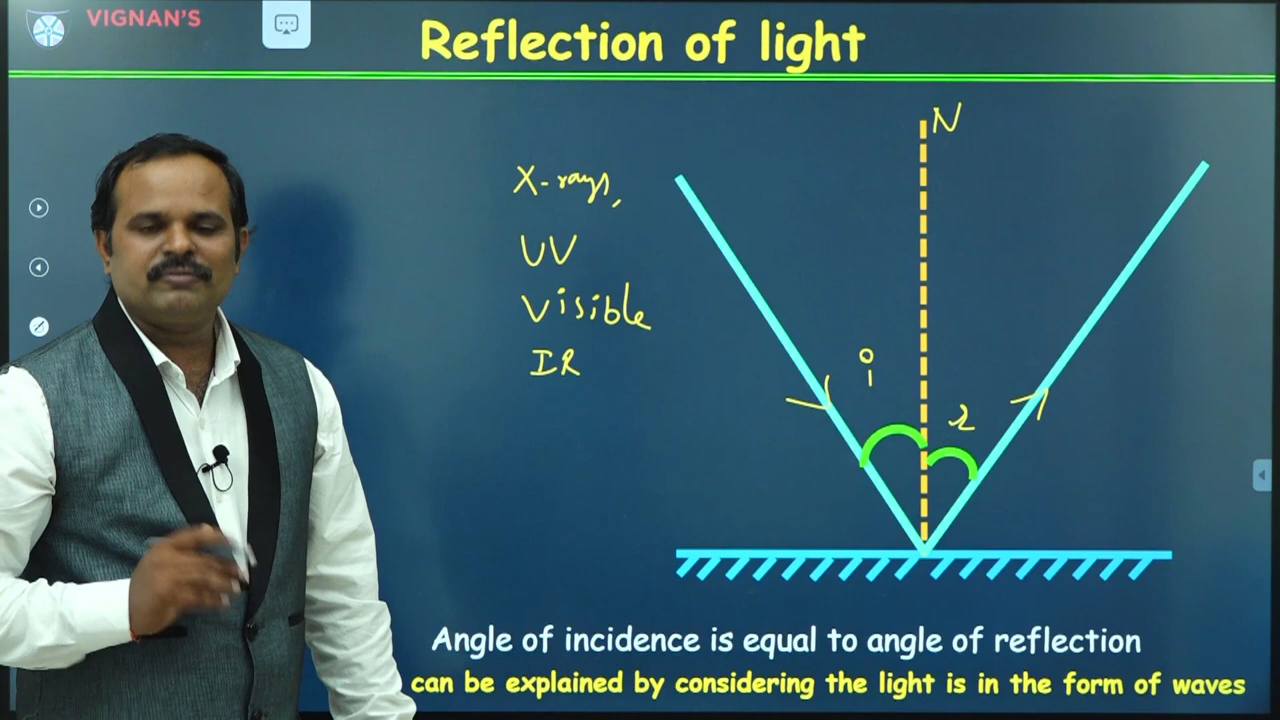 VIGNAN'S
Reflection of light
N
X-rays,
UV
Visible
IR
i
r
Angle of incidence is equal to angle of reflection
can be explained by considering the light is in the form of waves